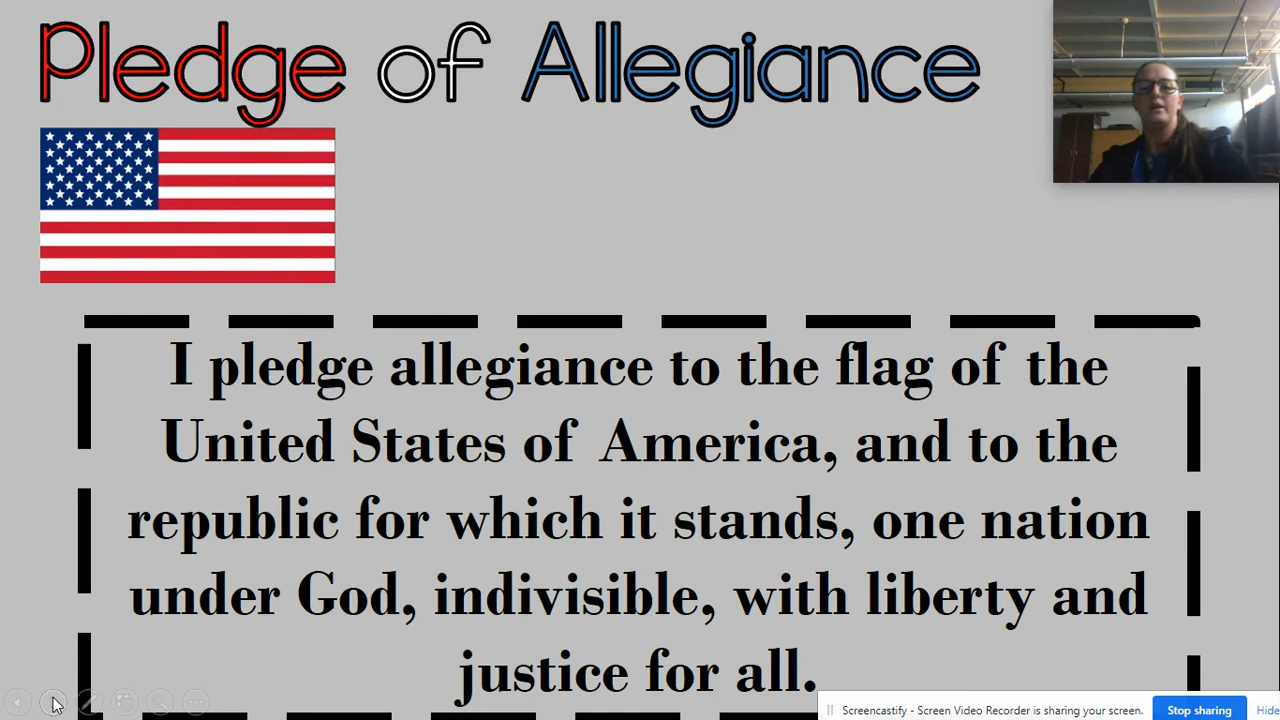 Pledge of Allegiance
I pledge allegiance to the flag of the
United States of America, and to the
republic for which it stands, one nation
under God, indivisible, with liberty and
justice for all.
Screencastify - Screen Video Recorder is sharing your screen.
Stop sharing
Hide